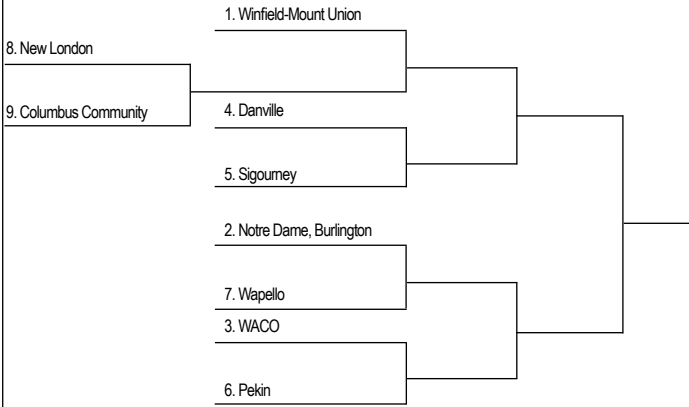 1. Winfield-Mount Union
8. New London
9. Columbus Community
4. Danville
5. Sigourney
2. Notre Dame, Burlington
7. Wapello
3. WACO
6. Pekin